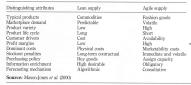 Distinguishing attributes Lean supply Agile supply
Typical products Commodities Fashion goods
Marketplace demand Predictable Volatile
Product variety Low High
Product life cycle Long Short
Customer drivers Cost Availability
Profit margins Low High
Dominant costs Physical costs Marketability costs
Stockout penalties Long-term contractual Immediate and volatile
Purchasing policy Buy goods Assign capacity
Information enrichment Highly desirable Obligatory
Forecasting mechanism Algorithmic Consultative
Source: Mason-Jones et al. (2000)